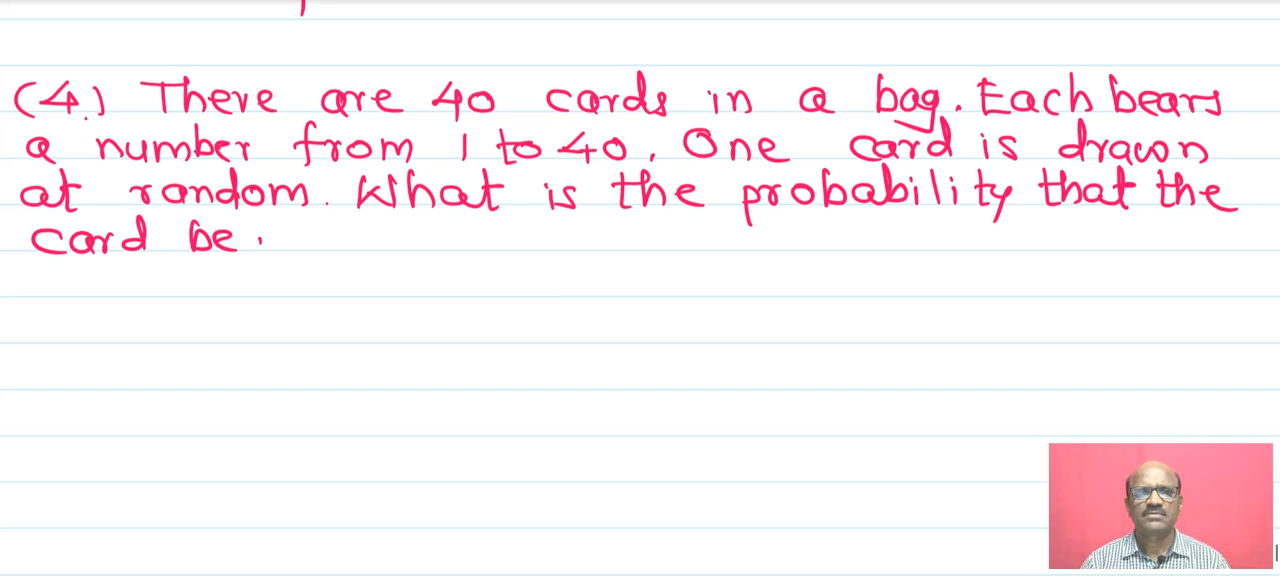 (4.) There are 40 cards in a bag. Each bears
a number from 1 to 40. One card is drawn
at random. What is the probability that the
card be.